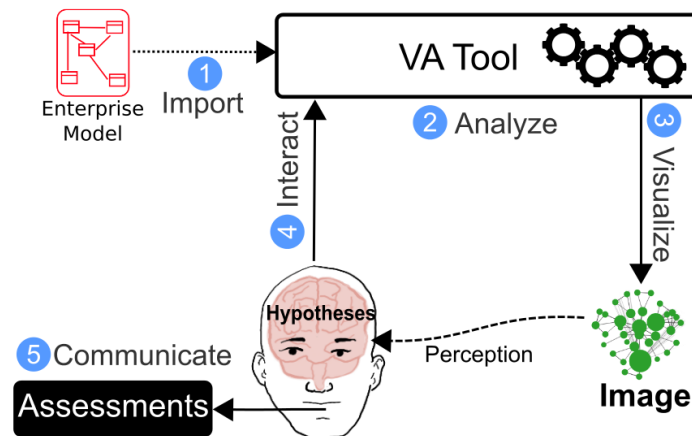 Enterprise
Model
1
Import
VA Tool
2 Analyze
3 Visualize
4 Interact
Hypotheses
Perception
Image
5 Communicate
Assessments